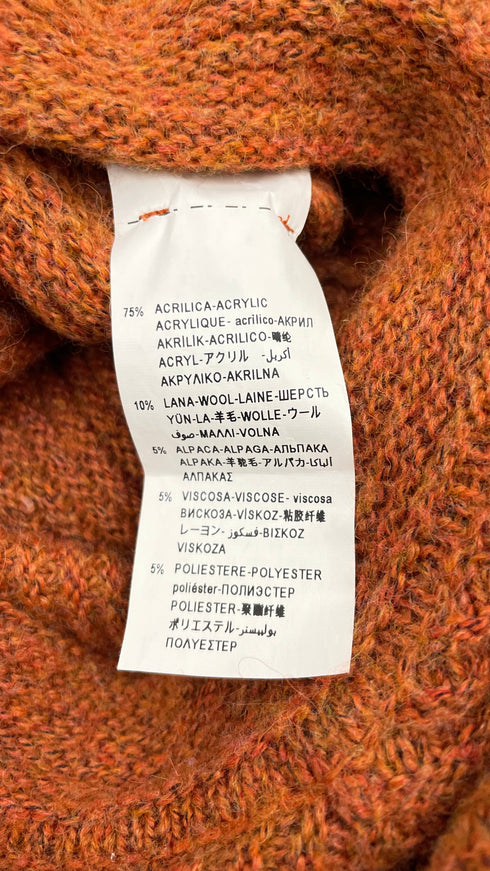 75% ACRILICA-ACRYLIC
ACRYLIQUE- acrílico-АКРИЛ
AKRİLİK-ACRILICO-晴纶
ACRYL-アクリル -أكريل
ΑΚΡΥΛΙΚΟ-AKRILNA
10% LANA-WOOL-LAINE-ШЕРСТЬ
YÜN-LA-羊毛-WOLLE-ウール
صوف-ΜΑΛΛΙ-VOLNA
5% ALPACA-ALPAGA-АЛЬПАКА
ALPAKA-羊驼毛-アルパカ-ألباكا
ΑΛΠΑΚΑΣ
5% VISCOSA-VISCOSE- viscosa
ВИСКОЗА-VİSKOZ-粘胶纤维
レーヨン-فسكوز-ΒΙΣΚΟΖ
VISKOZA
5% POLIESTERE-POLYESTER
poliéster-ПОЛИЭСТЕР
POLIESTER-聚酯纤维
ポリエステル-بوليستر
ΠΟΛΥΕΣΤΕΡ